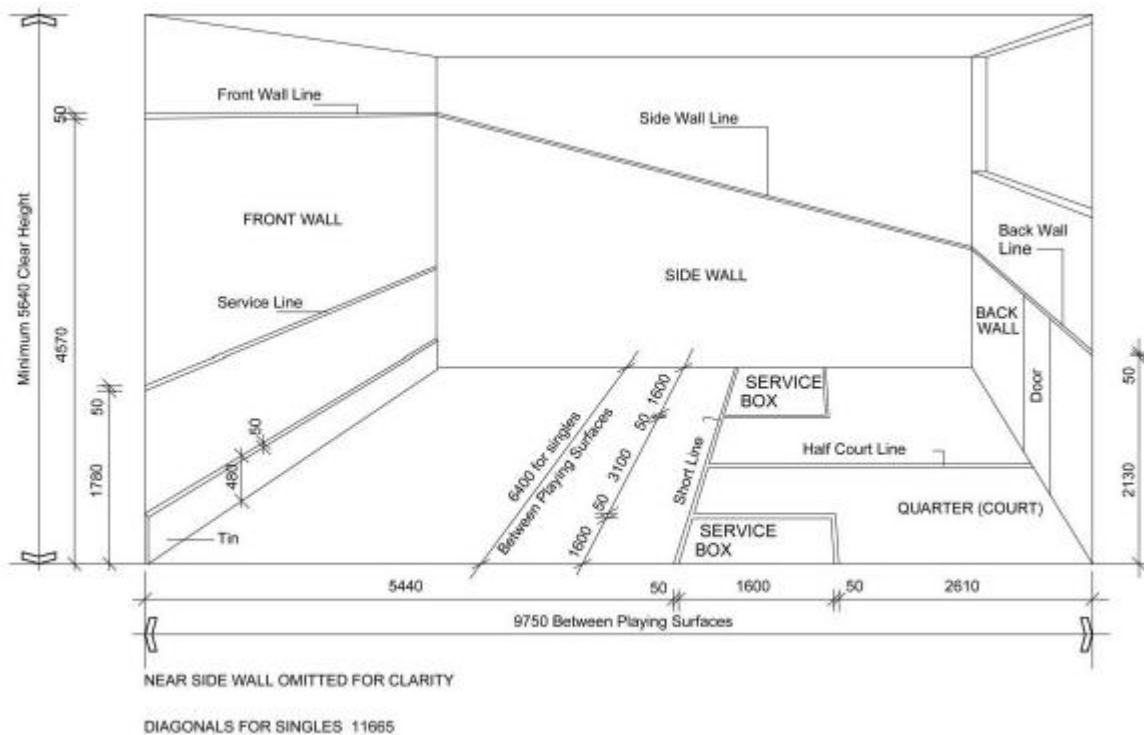 Front Wall Line
50
Side Wall Line
FRONT WALL
Minimum 5640 Clear Height
Back Wall
Line
SIDE WALL
Service Line
BACK
WALL
4570
Door
50
50
1600
SERVICE
BOX
50
6400 for singles
Between Playing Surfaces
50
3100
Short Line
Half Court Line
480
1780
2130
50
QUARTER (COURT)
Tin
1600
SERVICE
BOX
5440
50
1600
50
2610
9750 Between Playing Surfaces
NEAR SIDE WALL OMITTED FOR CLARITY
DIAGONALS FOR SINGLES 11665